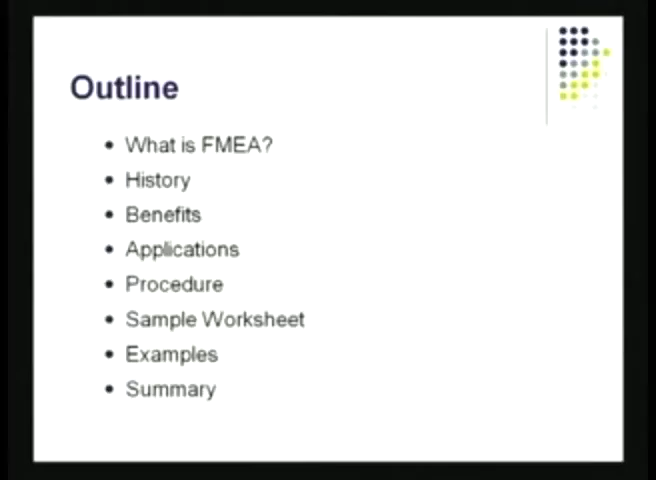 Outline
• What is FMEA?
• History
• Benefits
• Applications
• Procedure
• Sample Worksheet
• Examples
• Summary